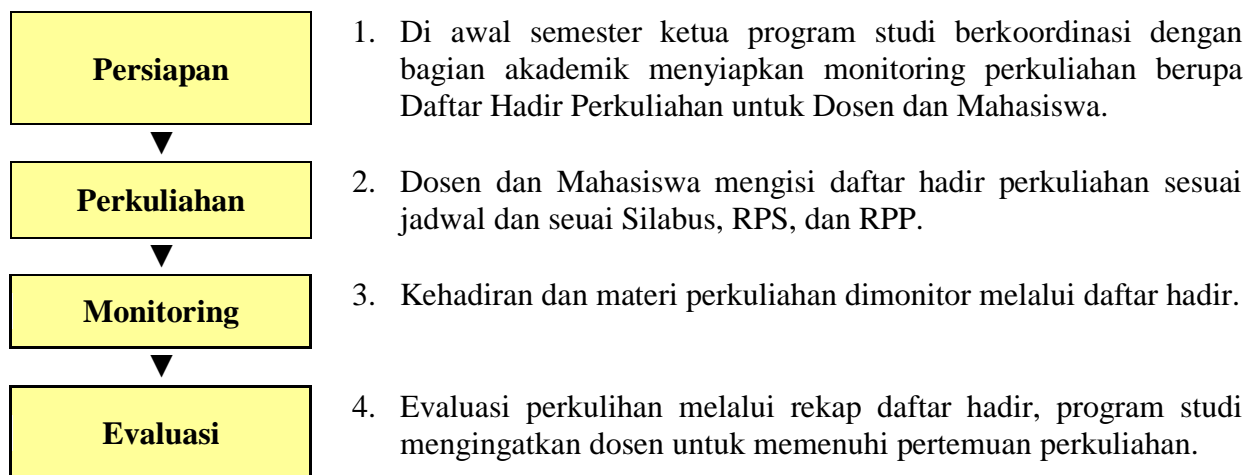 Persiapan
1. Di awal semester ketua program studi berkoordinasi dengan
bagian akademik menyiapkan monitoring perkuliahan berupa
Daftar Hadir Perkuliahan untuk Dosen dan Mahasiswa.
Perkuliahan
2. Dosen dan Mahasiswa mengisi daftar hadir perkuliahan sesuai
jadwal dan seuai Silabus, RPS, dan RPP.
Monitoring
3. Kehadiran dan materi perkuliahan dimonitor melalui daftar hadir.
Evaluasi
4. Evaluasi perkulihan melalui rekap daftar hadir, program studi
mengingatkan dosen untuk memenuhi pertemuan perkuliahan.